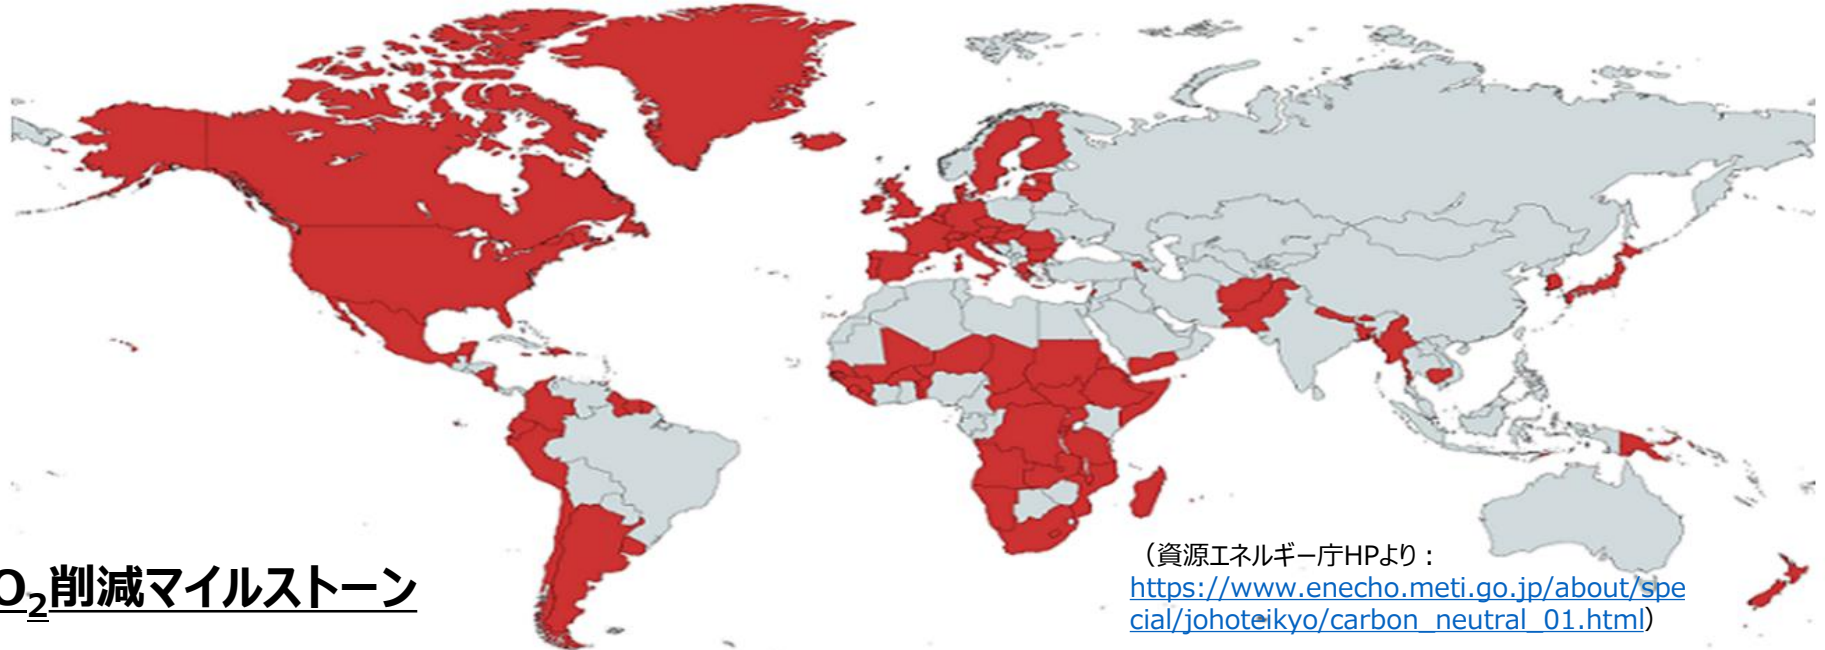 O₂削減マイルストーン
（資源エネルギー庁HPより：
https://www.enecho.meti.go.jp/about/spe
cial/johoteikyo/carbon_neutral_01.html）